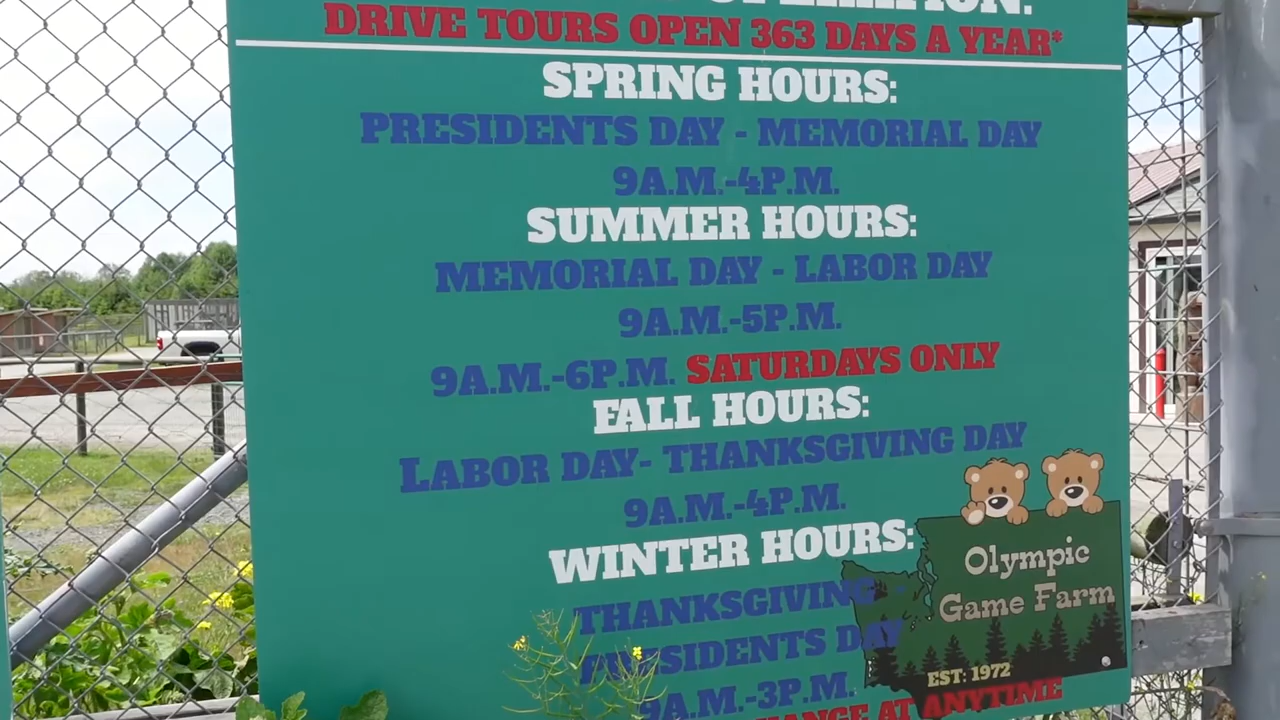 DRIVE TOURS OPEN 363 DAYS A YEAR*
SPRING HOURS:
PRESIDENTS DAY - MEMORIAL DAY
9A.M.-4P.M.
SUMMER HOURS:
MEMORIAL DAY - LABOR DAY
9A.M.-5P.M.
9A.M.-6P.M. SATURDAYS ONLY
FALL HOURS:
LABOR DAY- THANKSGIVING DAY
9A.M.-4P.M.
WINTER HOURS:
THANKSGIVING -
PRESIDENTS DAY
9A.M.-3P.M.
AT ANYTIME
Olympic
Game Farm
EST: 1972